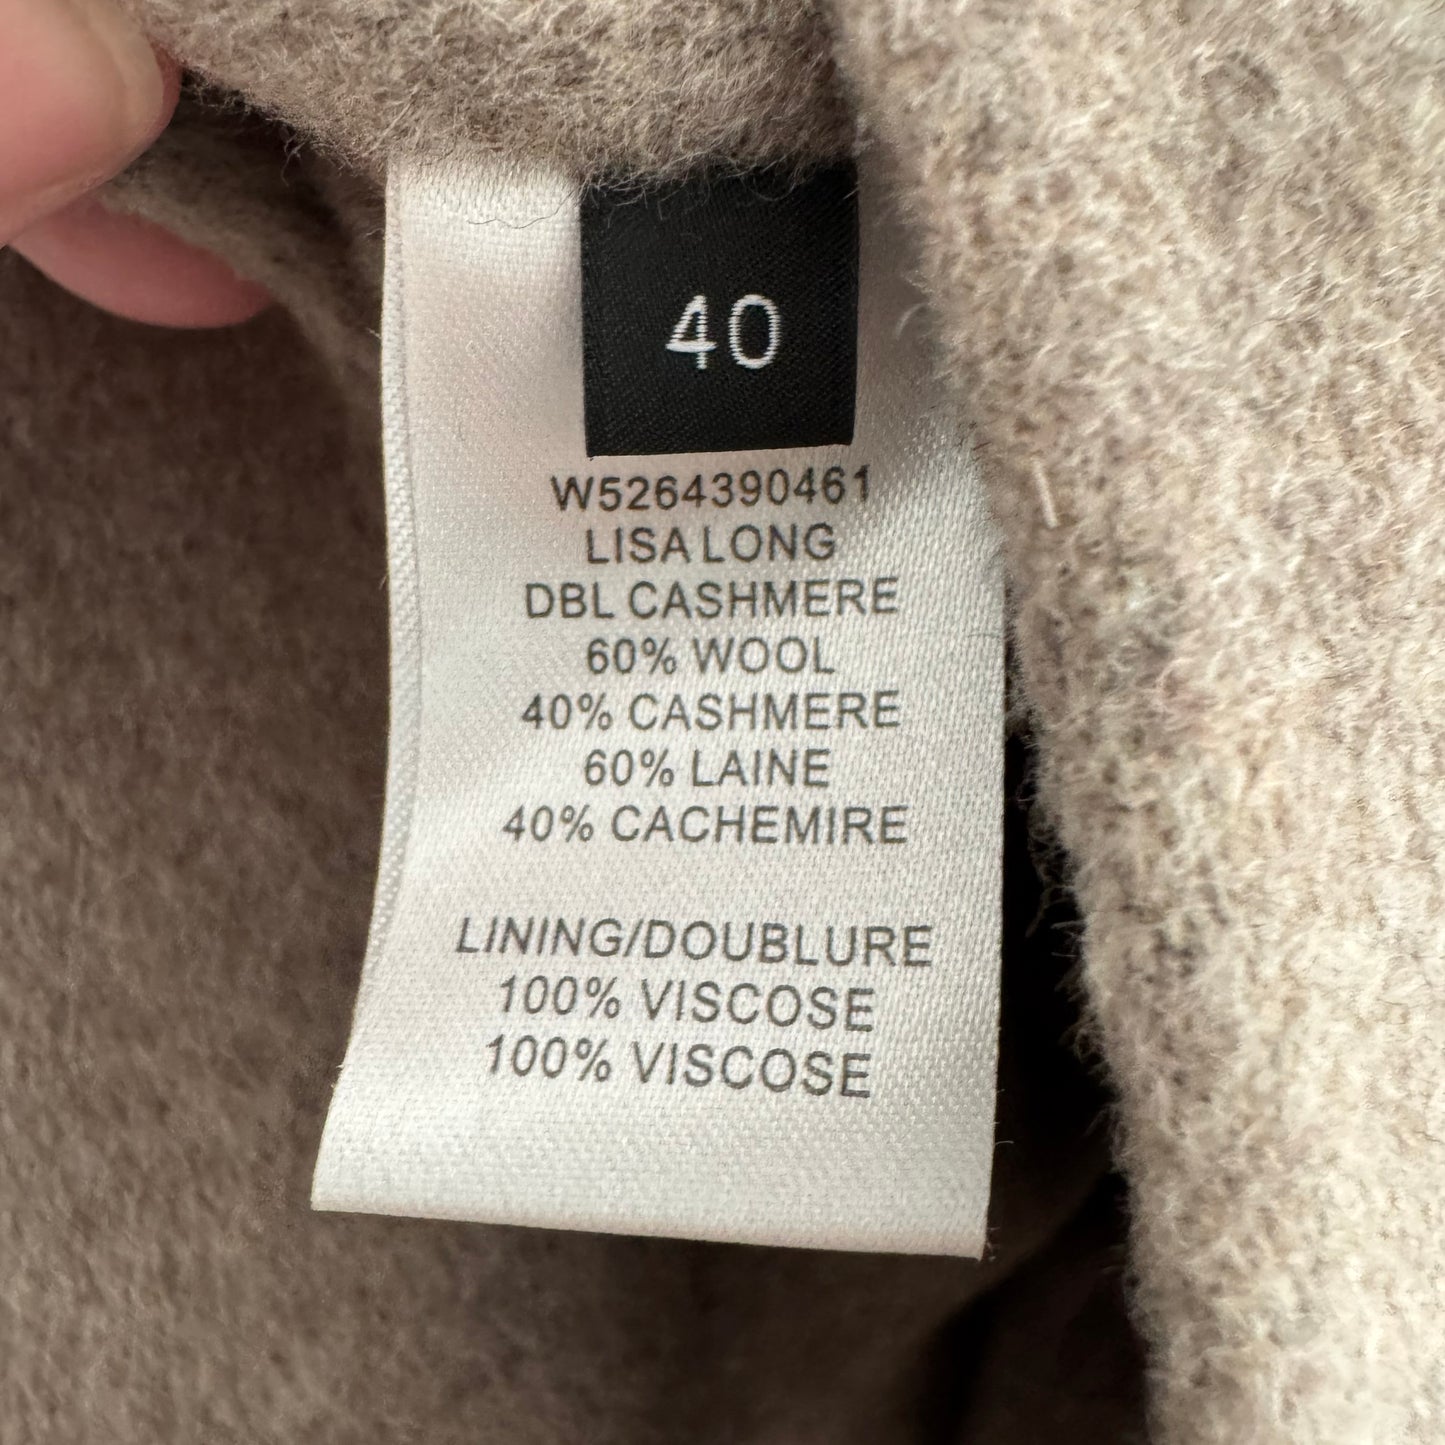 40
W5264390461
LISA LONG
DBL CASHMERE
60% WOOL
40% CASHMERE
60% LAINE
40% CACHEMIRE
LINING/DOUBLURE
100% VISCOSE
100% VISCOSE